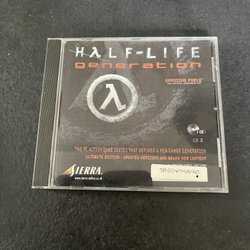 HALF-LIFE
generation
OPPOSING FORCE
λ
CD 3
THE PC ACTION GAME SERIES THAT DEFINED A NEW GAMER GENERATION
ULTIMATE EDITION - UPDATED VERSIONS AND BRAND NEW CONTENT
SIERRA